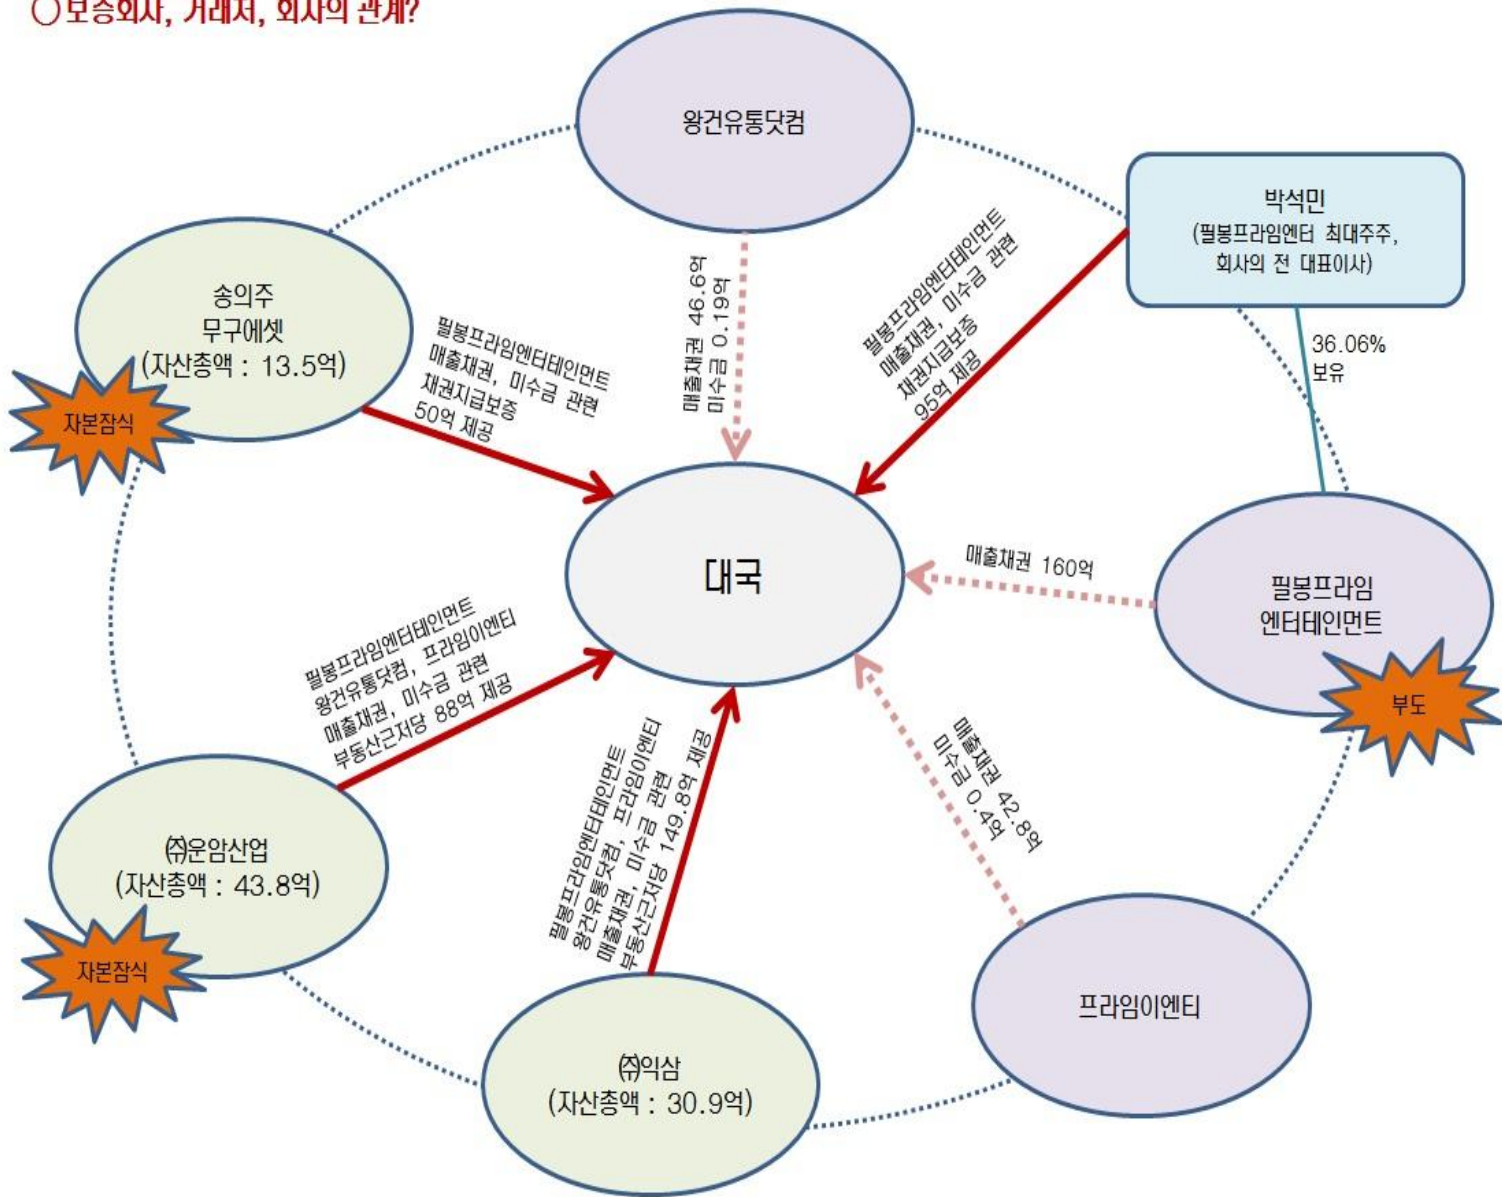 ○ 보증회사, 거래처, 회사의 관계?
왕건유통닷컴
박석민
(필봉프라임엔터 최대주주,
회사의 전 대표이사)
송의주
무구에셋
(자산총액 : 13.5억)
자본잠식
필봉프라임엔터테인먼트
매출채권, 미수금 관련
채권지급보증
50억 제공
매출채권 46.6억
미수금 0.19억
필봉프라임엔터테인먼트
매출채권, 미수금 관련
채권지급보증
95억 제공
36.06%
보유
대국
매출채권 160억
필봉프라임
엔터테인먼트
부도
필봉프라임엔터테인먼트
왕건유통닷컴, 프라임이엔티
매출채권, 미수금 관련
부동산근저당 88억 제공
필봉프라임엔터테인먼트
왕건유통닷컴, 프라임이엔티
매출채권, 미수금 관련
부동산근저당 149.8억 제공
매출채권 42.8억
미수금 0.4억
㈜운암산업
(자산총액 : 43.8억)
자본잠식
㈜익삼
(자산총액 : 30.9억)
프라임이엔티